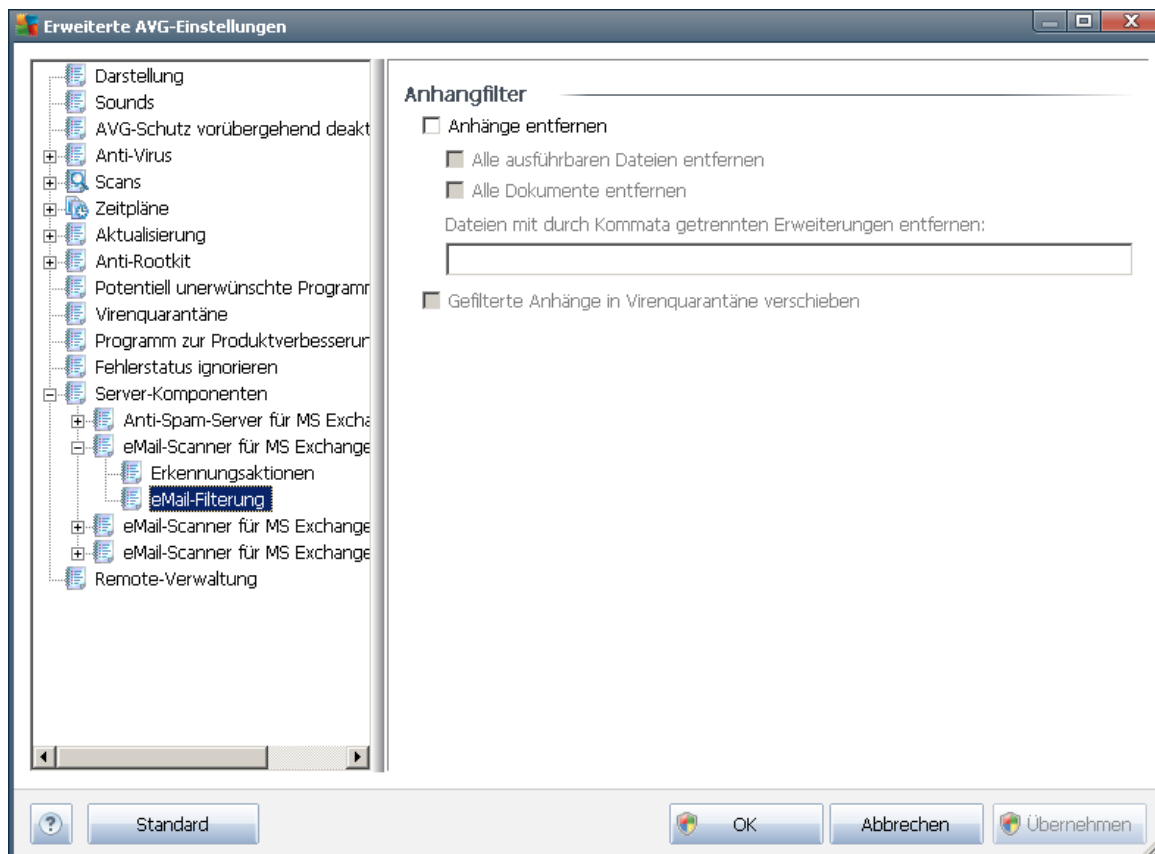 Erweiterte AVG-Einstellungen
Darstellung
Sounds
AVG-Schutz vorübergehend deakt
Anti-Virus
Scans
Zeitpläne
Aktualisierung
Anti-Rootkit
Potentiell unerwünschte Programm
Virenquarantäne
Programm zur Produktverbesserun
Fehlerstatus ignorieren
Server-Komponenten
Anti-Spam-Server für MS Excha
eMail-Scanner für MS Exchange
Erkennungsaktionen
eMail-Filterung
eMail-Scanner für MS Exchange
eMail-Scanner für MS Exchange
Remote-Verwaltung
Anhangfilter
Anhänge entfernen
Alle ausführbaren Dateien entfernen
Alle Dokumente entfernen
Dateien mit durch Kommata getrennten Erweiterungen entfernen:
Gefilterte Anhänge in Virenquarantäne verschieben
? Standard OK Abbrechen Übernehmen